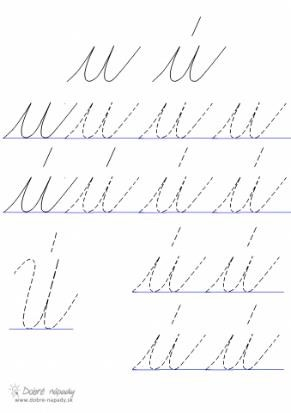 u ú
u u u u
ú ú ú ú
Ú
ú ú
ú ú
Dobré nápady
www.dobre-napady.sk